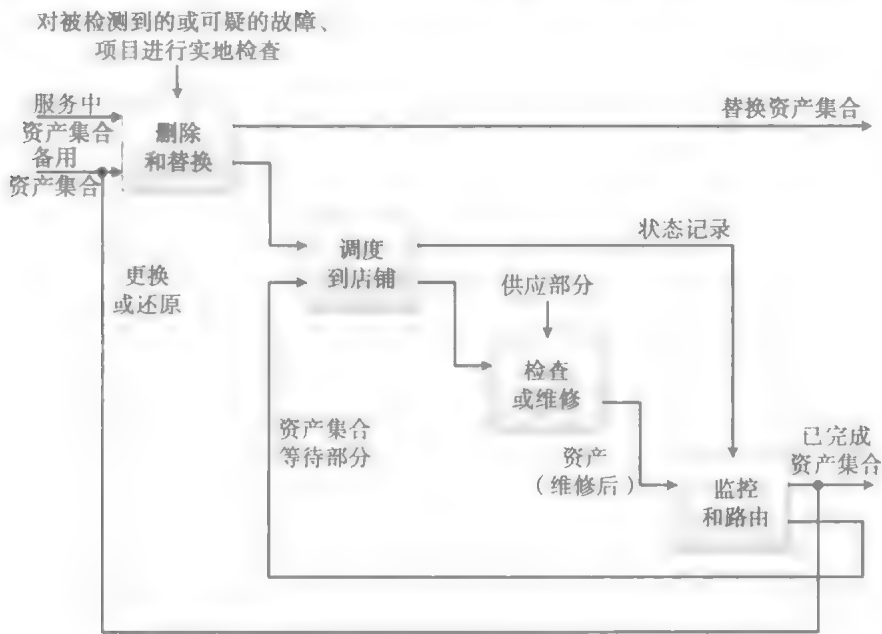 对被检测到的或可疑的故障、
项目进行实地检查
服务中
资产集合
备用
资产集合
删除
和替换
替换资产集合
更换
或还原
调度
到店铺
状态记录
供应部分
检查
或维修
资产集合
等待部分
资产
（维修后）
监控
和路由
已完成
资产集合